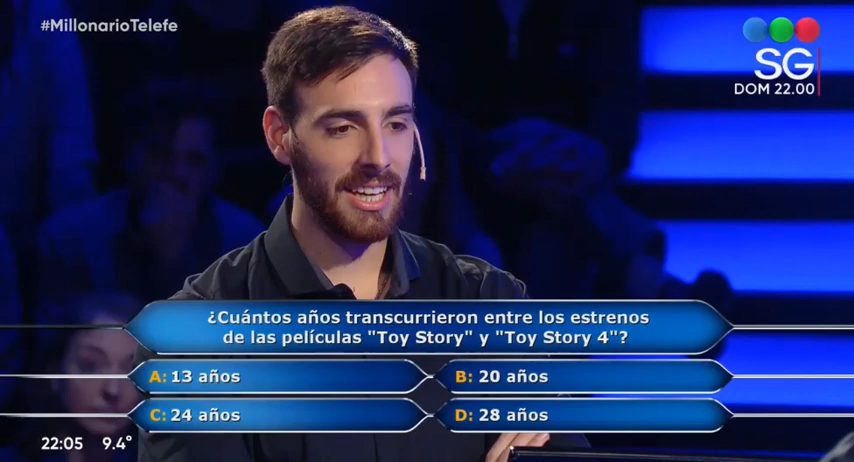 #MillonarioTelefe
SG
DOM 22.00
¿Cuántos años transcurrieron entre los estrenos
de las películas "Toy Story" y "Toy Story 4"?
A: 13 años
B: 20 años
C: 24 años
D: 28 años
22:05 9.4°